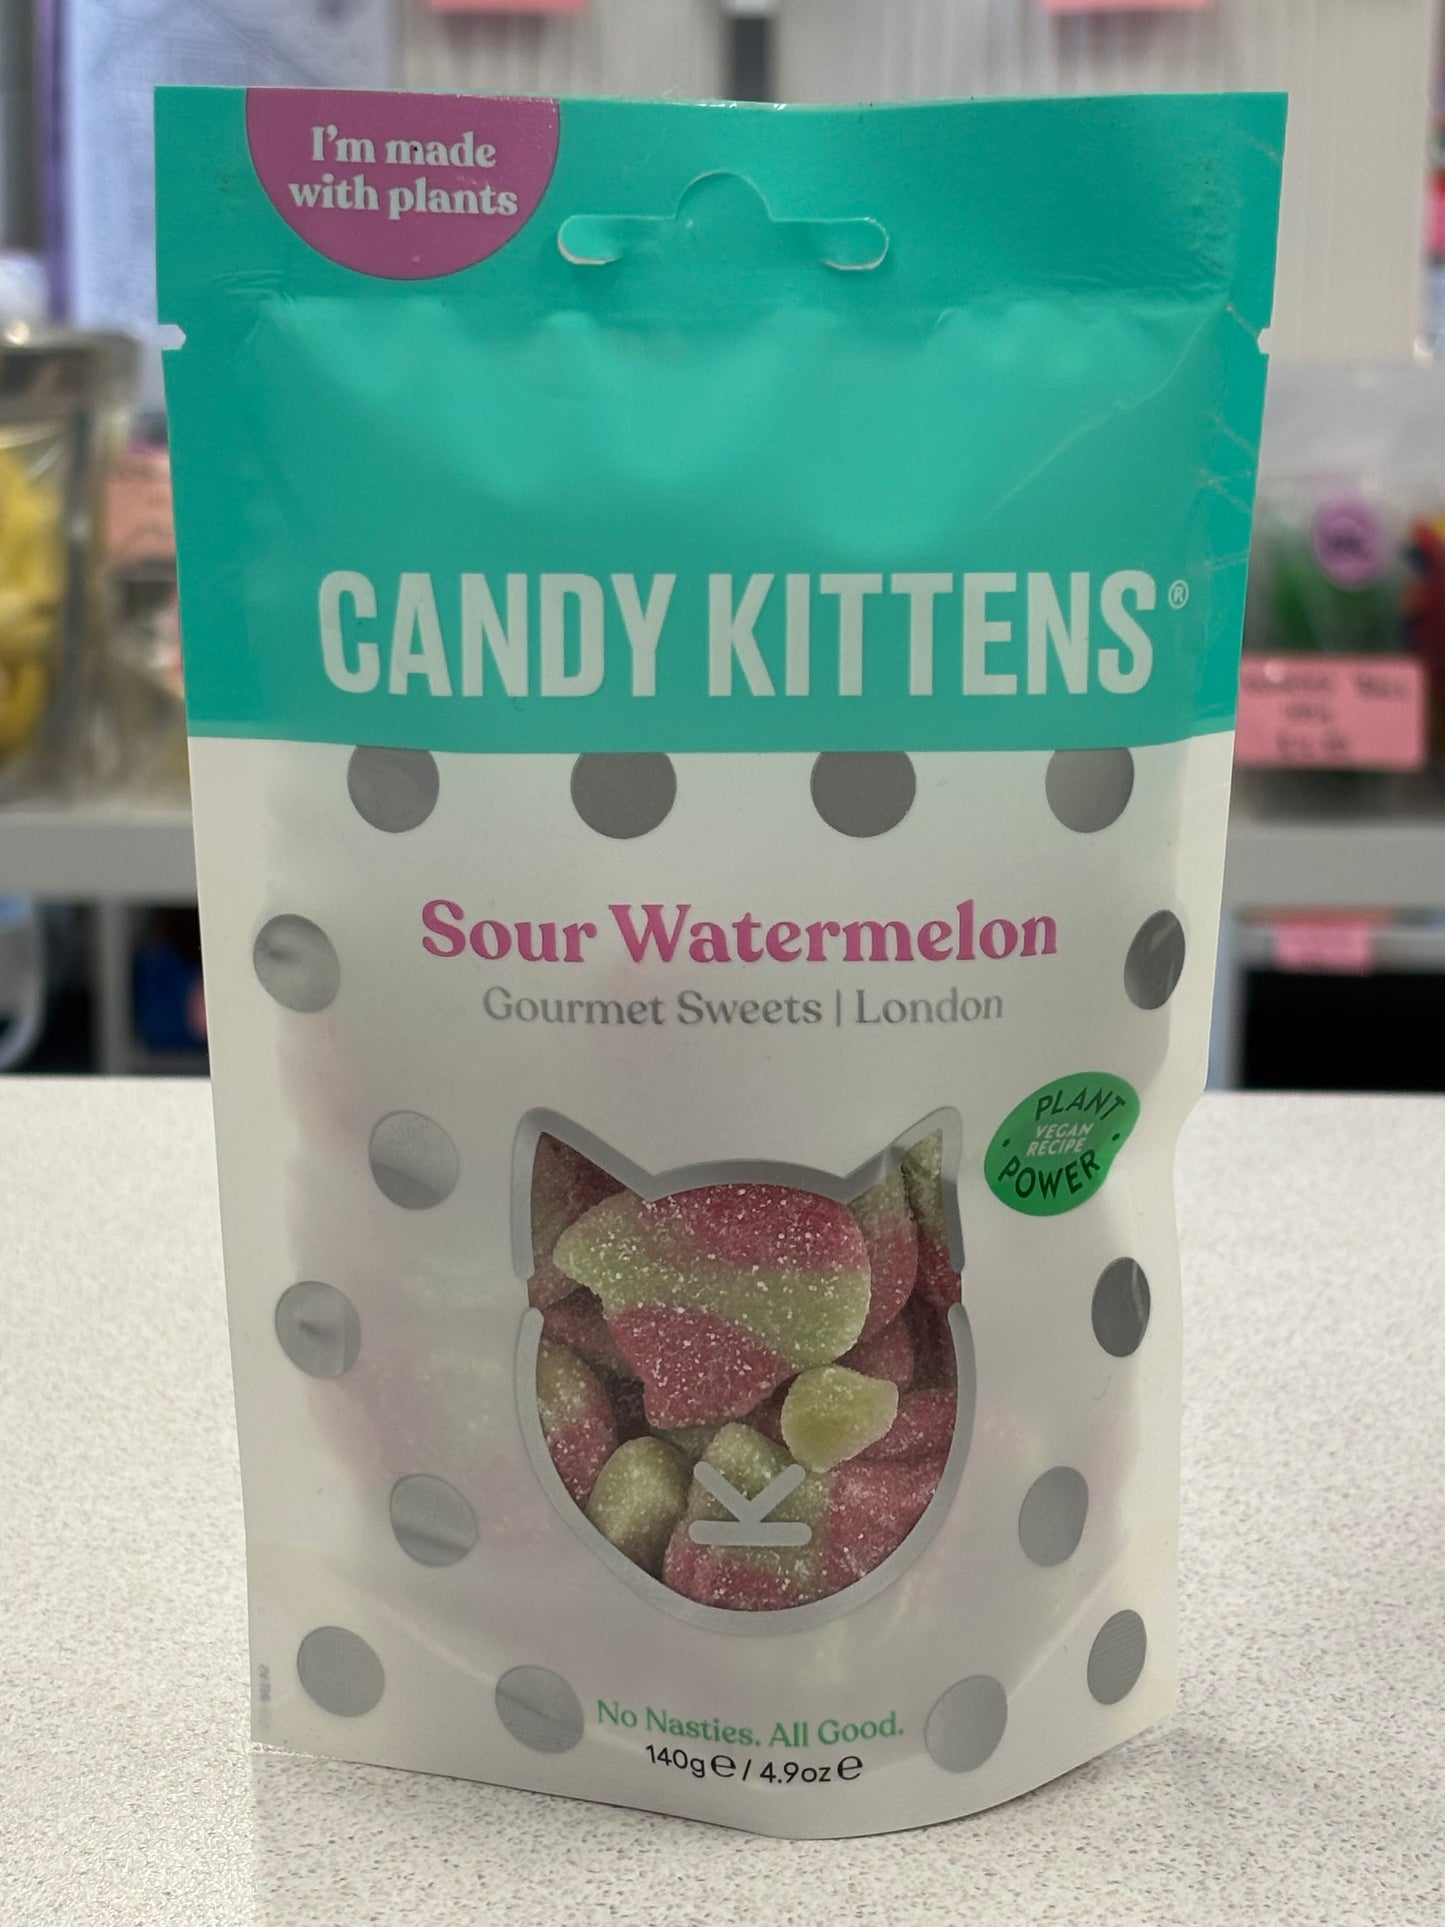 I'm made
with plants
CANDY KITTENS®
Sour Watermelon
Gourmet Sweets | London
PLANT
VEGAN
RECIPE
POWER
K
No Nasties. All Good.
140g℮ / 4.9oz℮